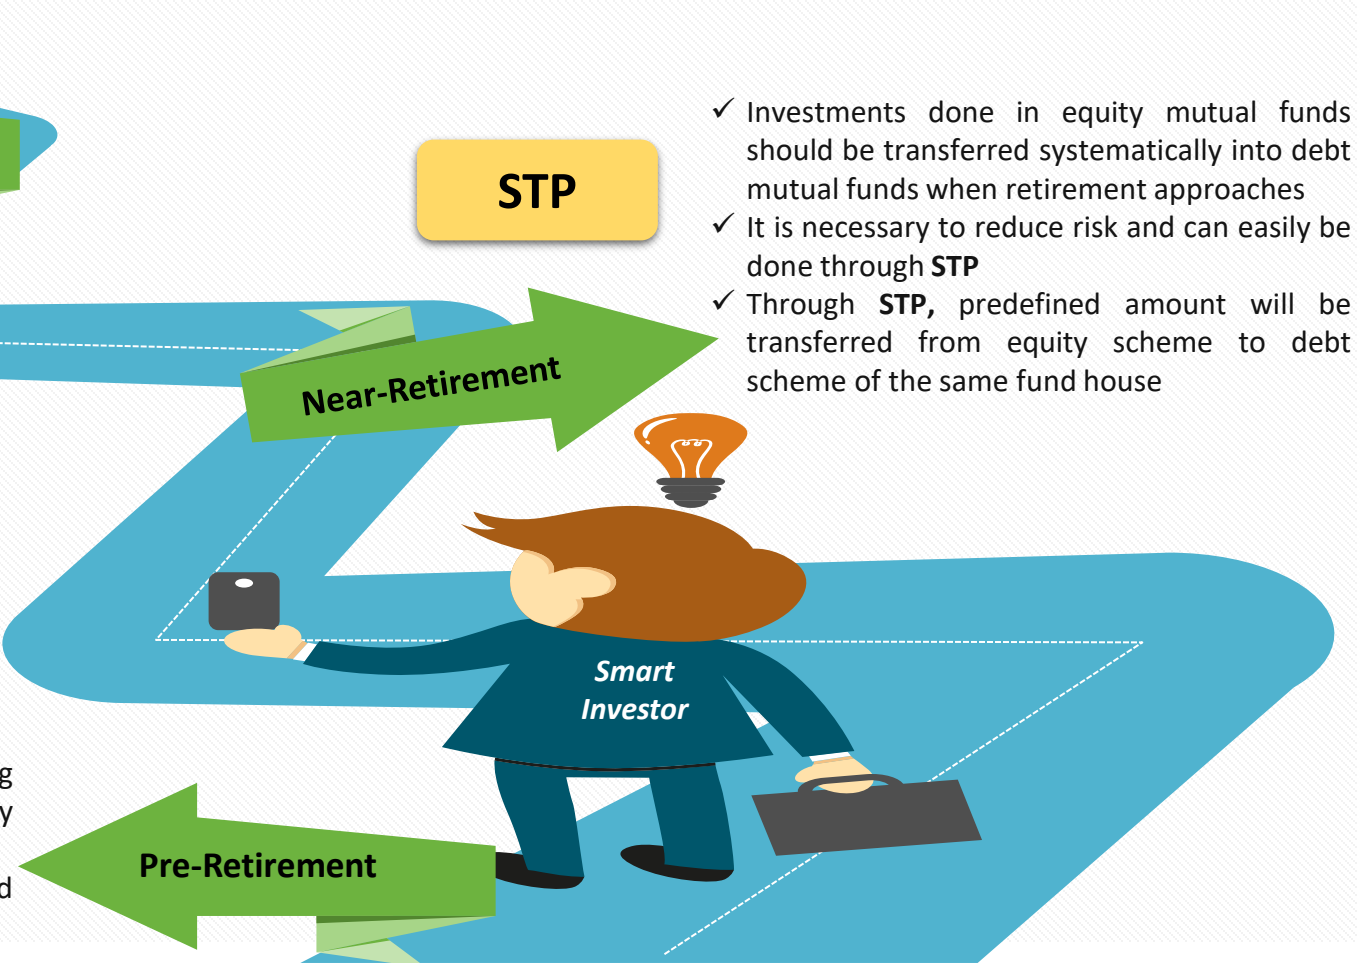 STP
✓ Investments done in equity mutual funds
should be transferred systematically into debt
mutual funds when retirement approaches
✓ It is necessary to reduce risk and can easily be
done through STP
✓ Through STP, predefined amount will be
transferred from equity scheme to debt
scheme of the same fund house
Near-Retirement
Smart
Investor
g
y
d
Pre-Retirement